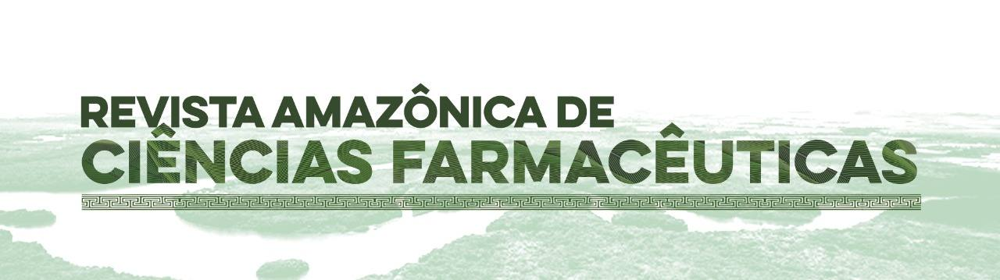 REVISTA AMAZÔNICA DE
CIÊNCIAS FARMACÊUTICAS